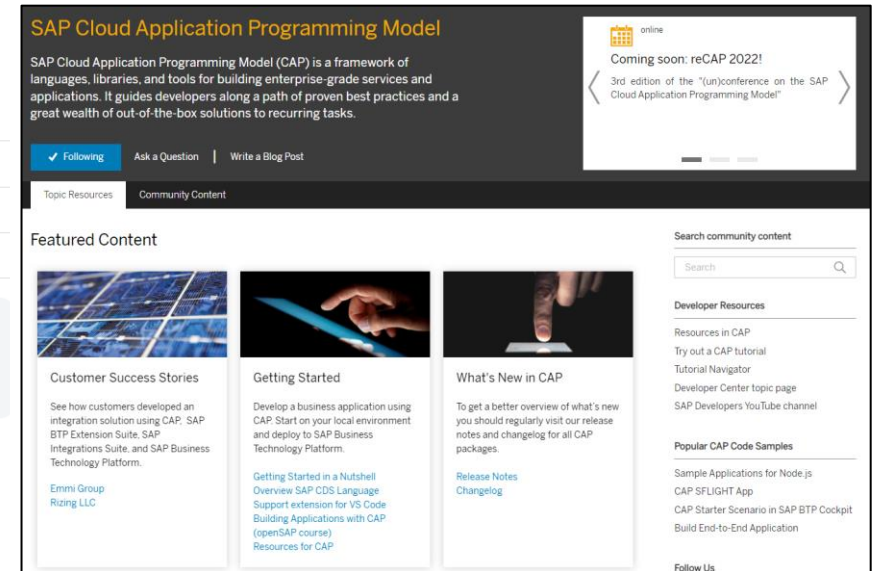 SAP Cloud Application Programming Model
SAP Cloud Application Programming Model (CAP) is a framework of
languages, libraries, and tools for building enterprise-grade services and
applications. It guides developers along a path of proven best practices and a
great wealth of out-of-the-box solutions to recurring tasks.
Following
Ask a Question
Write a Blog Post
online
Coming soon: reCAP 2022!
3rd edition of the "(un)conference on the SAP
Cloud Application Programming Model"
Topic Resources
Community Content
Featured Content
Customer Success Stories
See how customers developed an
integration solution using CAP, SAP
BTP Extension Suite, SAP
Integrations Suite, and SAP Business
Technology Platform.
Emmi Group
Rizing LLC
Getting Started
Develop a business application using
CAP. Start on your local environment
and deploy to SAP Business
Technology Platform.
Getting Started in a Nutshell
Overview SAP CDS Language
Support extension for VS Code
Building Applications with CAP
(openSAP course)
Resources for CAP
What's New in CAP
To get a better overview of what's new
you should regularly visit our release
notes and changelog for all CAP
packages.
Release Notes
Changelog
Search community content
Search
Developer Resources
Resources in CAP
Try out a CAP tutorial
Tutorial Navigator
Developer Center topic page
SAP Developers YouTube channel
Popular CAP Code Samples
Sample Applications for Node.js
CAP SFLIGHT App
CAP Starter Scenario in SAP BTP Cockpit
Build End-to-End Application
Follow Us